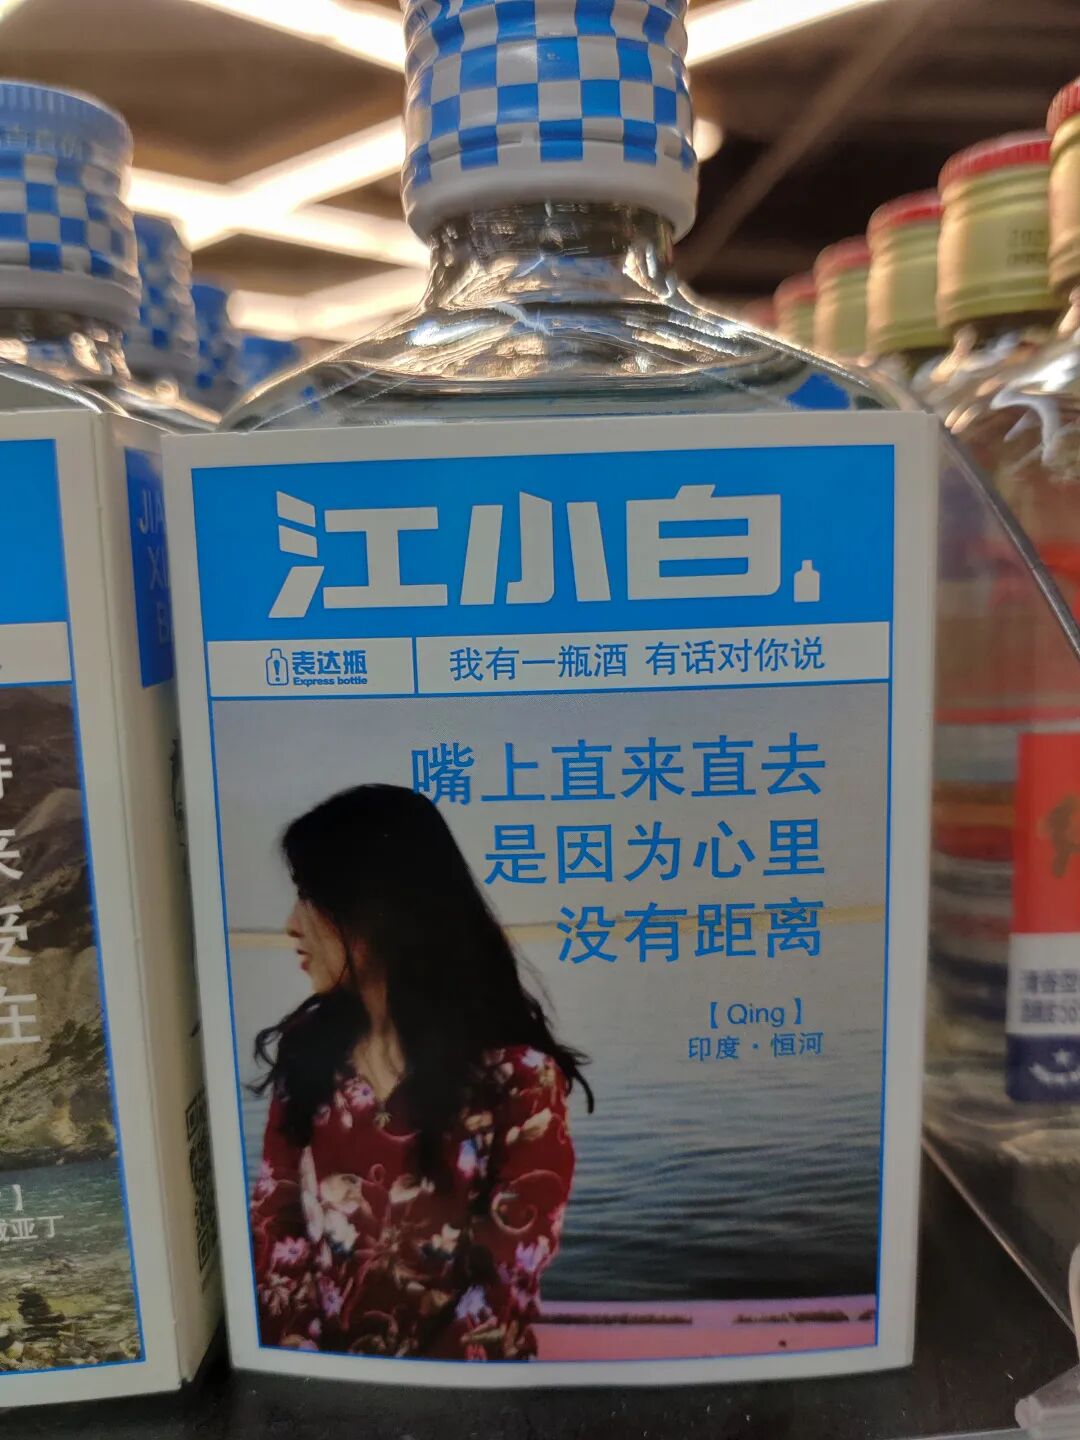 江小白
表达瓶
Express bottle
我有一瓶酒 有话对你说
嘴上直来直去
是因为心里
没有距离
【Qing】
印度·恒河